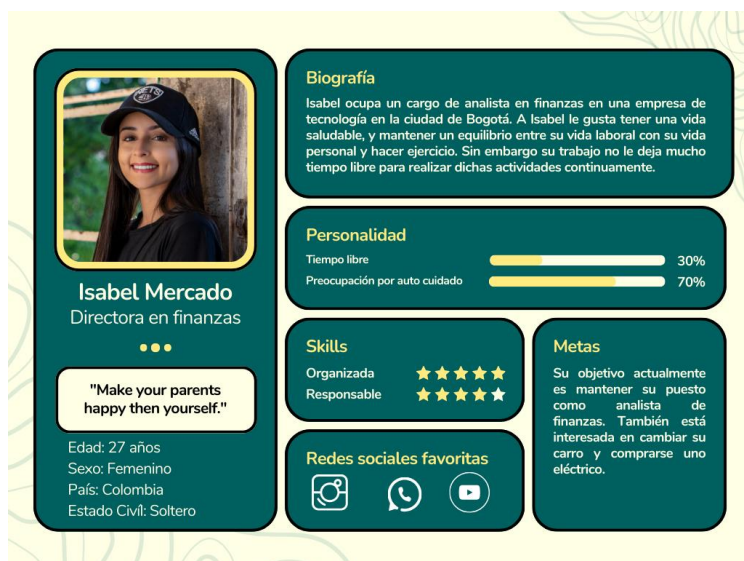 Isabel Mercado
Directora en finanzas
"Make your parents
happy then yourself."
Edad: 27 años
Sexo: Femenino
País: Colombia
Estado Civíl: Soltero
Biografía
Isabel ocupa un cargo de analista en finanzas en una empresa de
tecnología en la ciudad de Bogotá. A Isabel le gusta tener una vida
saludable, y mantener un equilibrio entre su vida laboral con su vida
personal y hacer ejercicio. Sin embargo su trabajo no le deja mucho
tiempo libre para realizar dichas actividades continuamente.
Personalidad
Tiempo libre 30%
Preocupación por auto cuidado 70%
Skills
Organizada
Responsable
Redes sociales favoritas
Metas
Su objetivo actualmente
es mantener su puesto
como analista de
finanzas. También está
interesada en cambiar su
carro y comprarse uno
eléctrico.